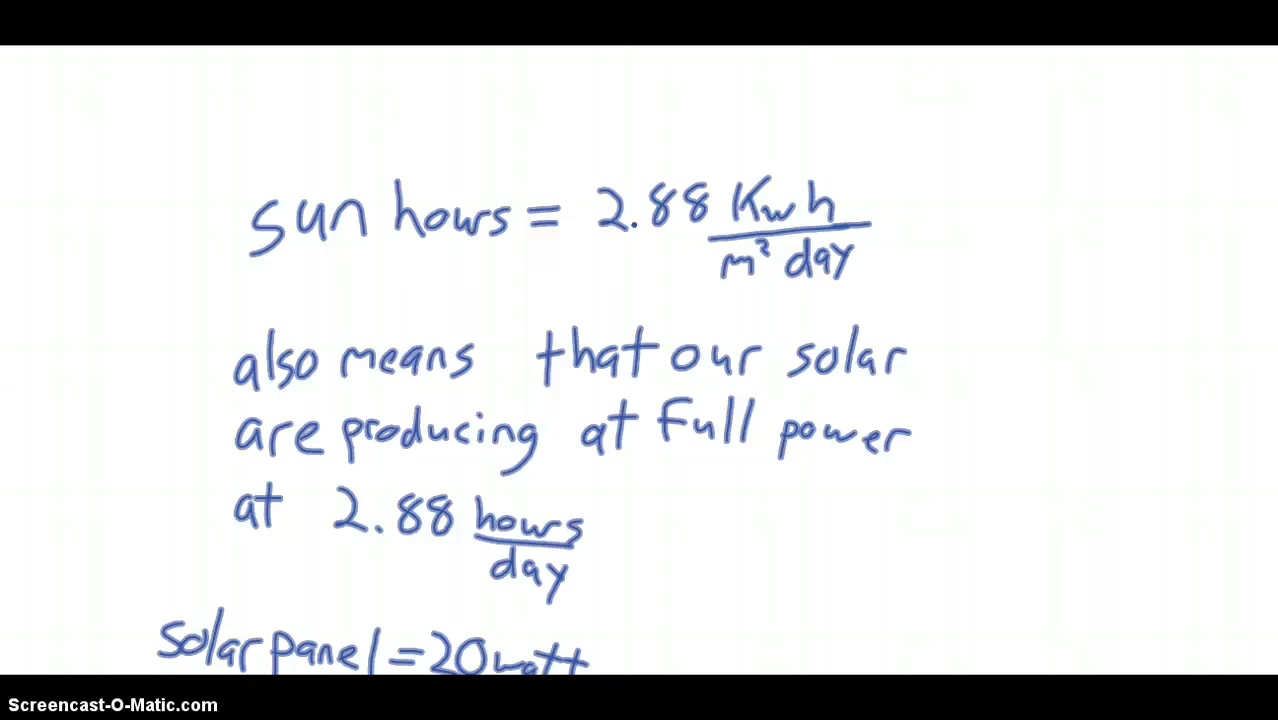 sun hours = 2.88 Kwh/m² day
also means that our solar
are producing at full power
at 2.88 hours/day
solar panel = 20 watt
Screencast-O-Matic.com